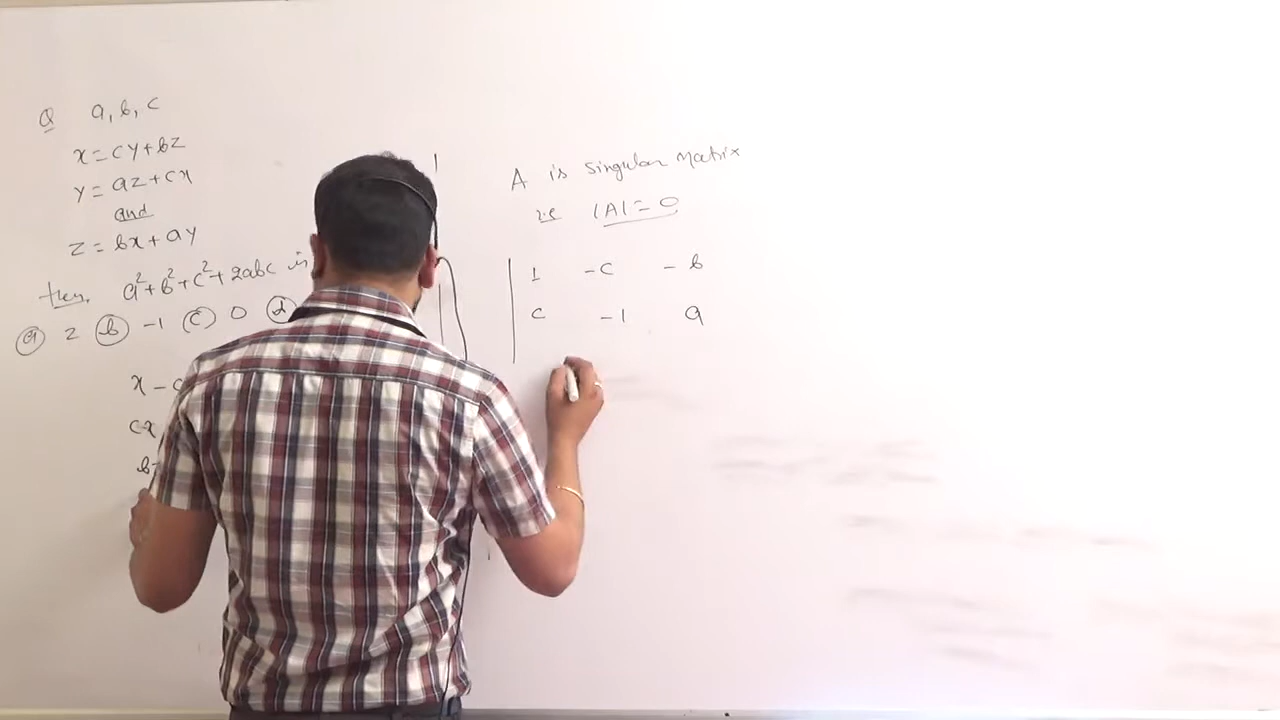 Q a, b, c
x = cy + bz
y = az + cx
and
z = bx + ay
then, a² + b² + c² + 2abc is
(a) 2 (b) -1 (c) 0 (d)
x - c
cx
b
A is singular matrix
i.e |A| = 0
1 -c -b
c -1 a